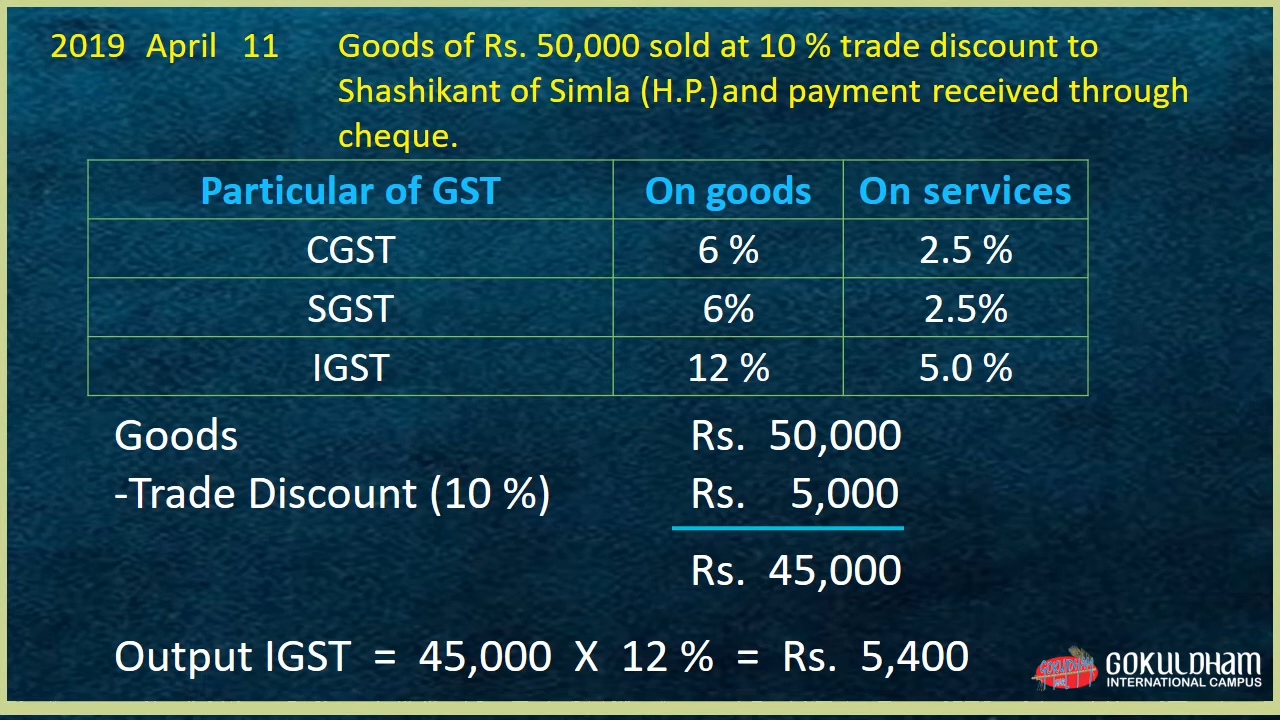 2019 April 11 Goods of Rs. 50,000 sold at 10 % trade discount to
Shashikant of Simla (H.P.) and payment received through
cheque.
Particular of GST On goods On services
CGST 6 % 2.5 %
SGST 6% 2.5%
IGST 12 % 5.0 %
Goods Rs. 50,000
-Trade Discount (10 %) Rs. 5,000
Rs. 45,000
Output IGST = 45,000 X 12 % = Rs. 5,400
GOKULDHAM
GOKULDHAM
INTERNATIONAL CAMPUS